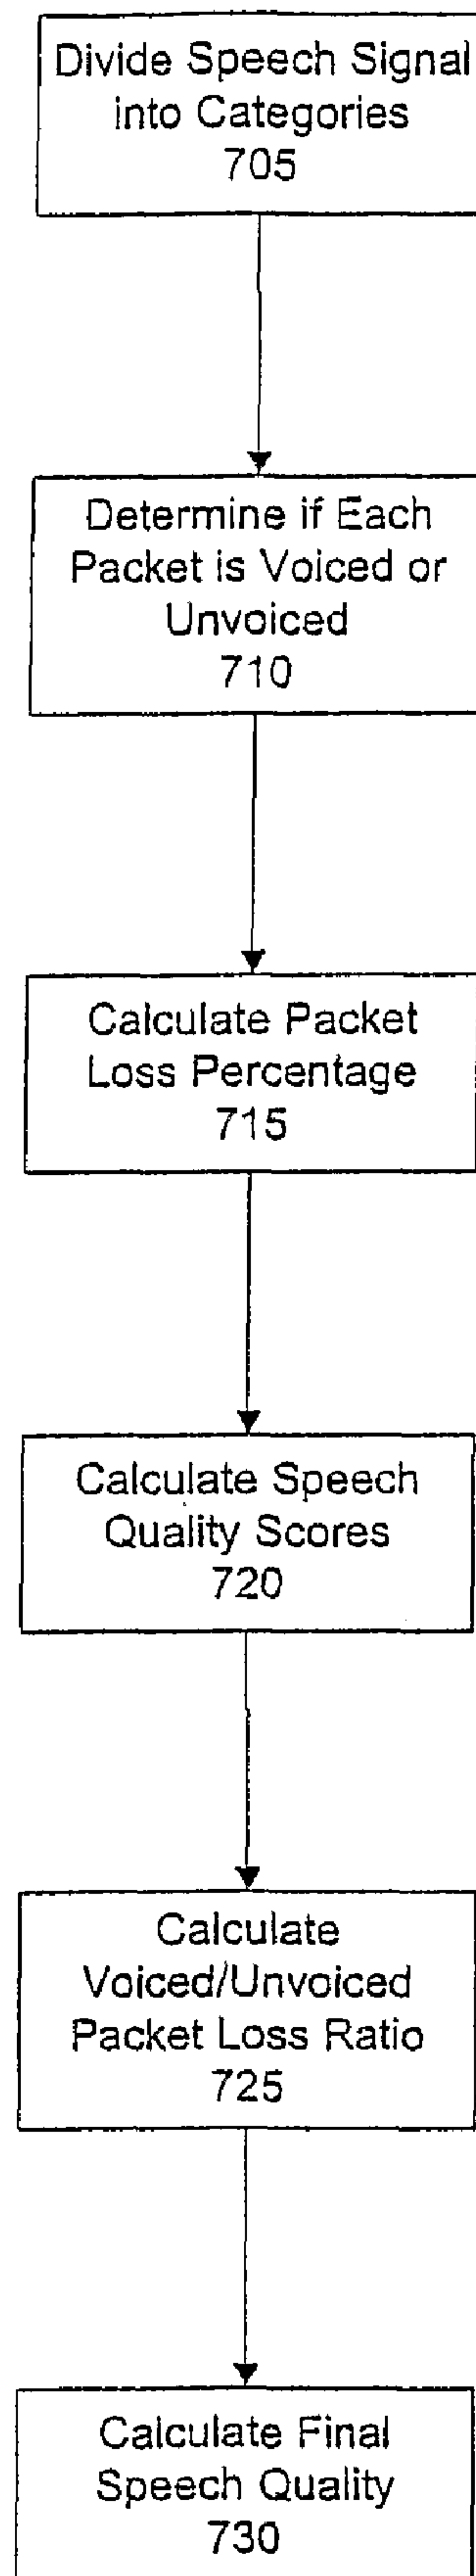 Divide Speech Signal
into Categories
705
Determine if Each
Packet is Voiced or
Unvoiced
710
Calculate Packet
Loss Percentage
715
Calculate Speech
Quality Scores
720
Calculate
Voiced/Unvoiced
Packet Loss Ratio
725
Calculate Final
Speech Quality
730